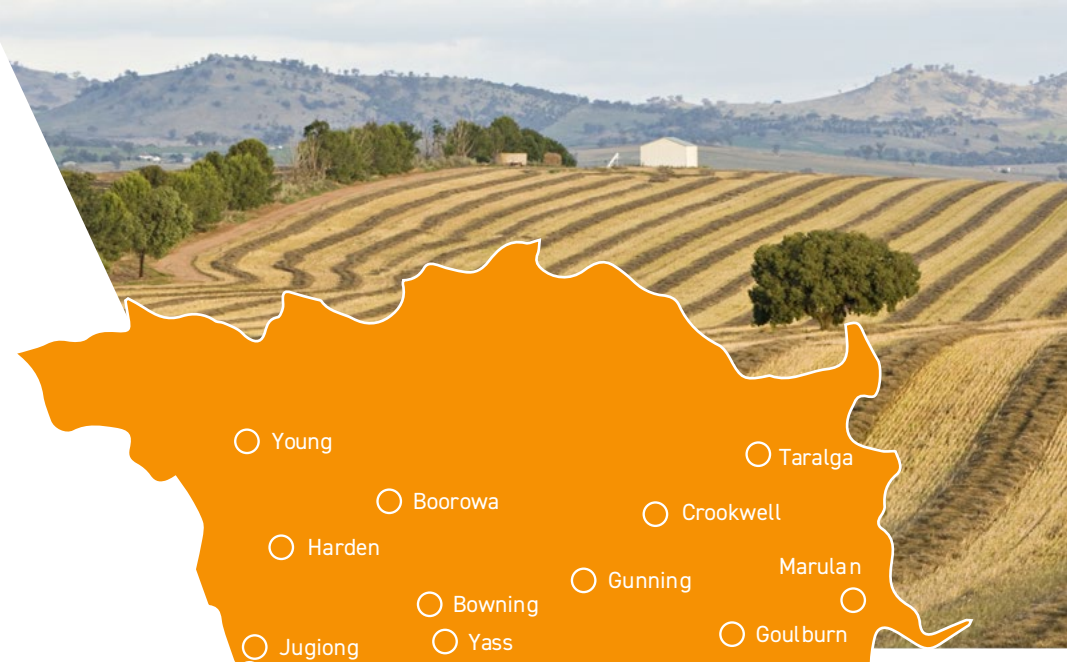 Young
Taralga
Boorowa
Crookwell
Harden
Marulan
Gunning
Bowning
Goulburn
Yass
Jugiong